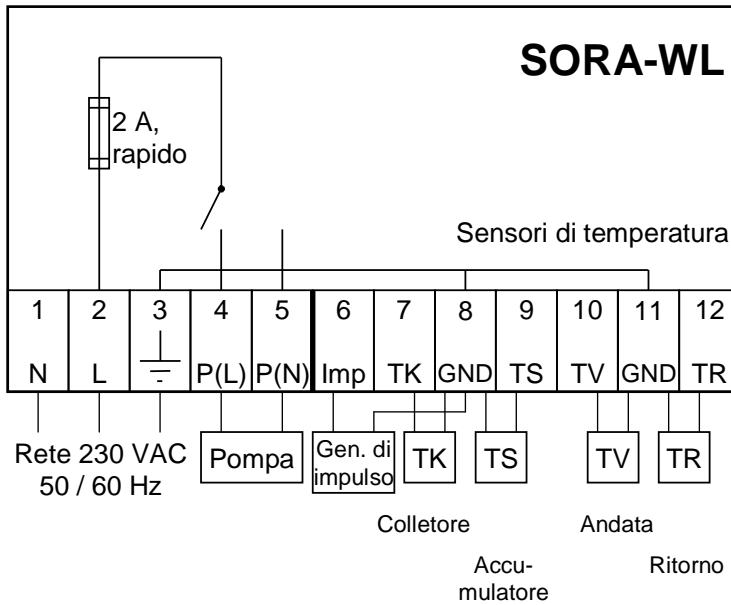 SORA-WL
2 A,
rapido
Sensori di temperatura
1 2 3 4 5 6 7 8 9 10 11 12
N L P(L) P(N) Imp TK GND TS TV GND TR
Rete 230 VAC
50 / 60 Hz
Pompa
Gen. di
impulso
TK
TS
TV
TR
Colletore
Andata
Accu-
mulatore
Ritorno